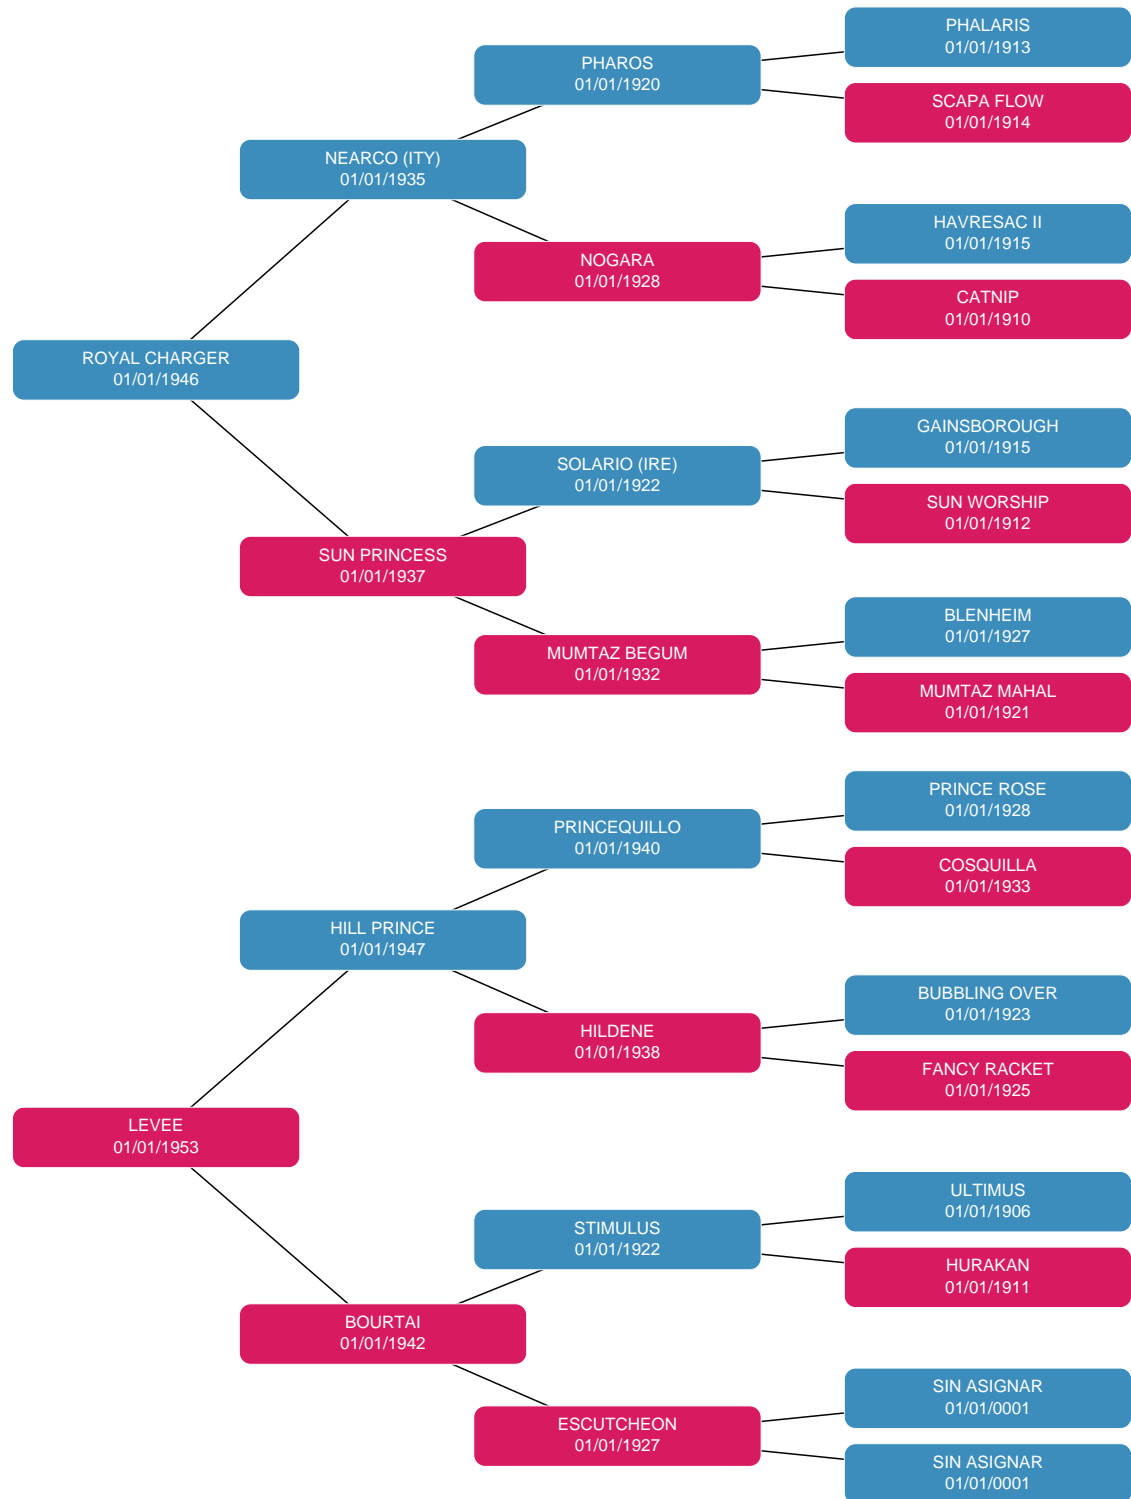 PHALARIS
01/01/1913
PHAROS
01/01/1920
SCAPA FLOW
01/01/1914
NEARCO (ITY)
01/01/1935
HAVRESAC II
01/01/1915
NOGARA
01/01/1928
CATNIP
01/01/1910
ROYAL CHARGER
01/01/1946
GAINSBOROUGH
01/01/1915
SOLARIO (IRE)
01/01/1922
SUN WORSHIP
01/01/1912
SUN PRINCESS
01/01/1937
BLENHEIM
01/01/1927
MUMTAZ BEGUM
01/01/1932
MUMTAZ MAHAL
01/01/1921
PRINCE ROSE
01/01/1928
PRINCEQUILLO
01/01/1940
COSQUILLA
01/01/1933
HILL PRINCE
01/01/1947
BUBBLING OVER
01/01/1923
HILDENE
01/01/1938
FANCY RACKET
01/01/1925
LEVEE
01/01/1953
ULTIMUS
01/01/1906
STIMULUS
01/01/1922
HURAKAN
01/01/1911
BOURTAI
01/01/1942
SIN ASIGNAR
01/01/0001
ESCUTCHEON
01/01/1927
SIN ASIGNAR
01/01/0001